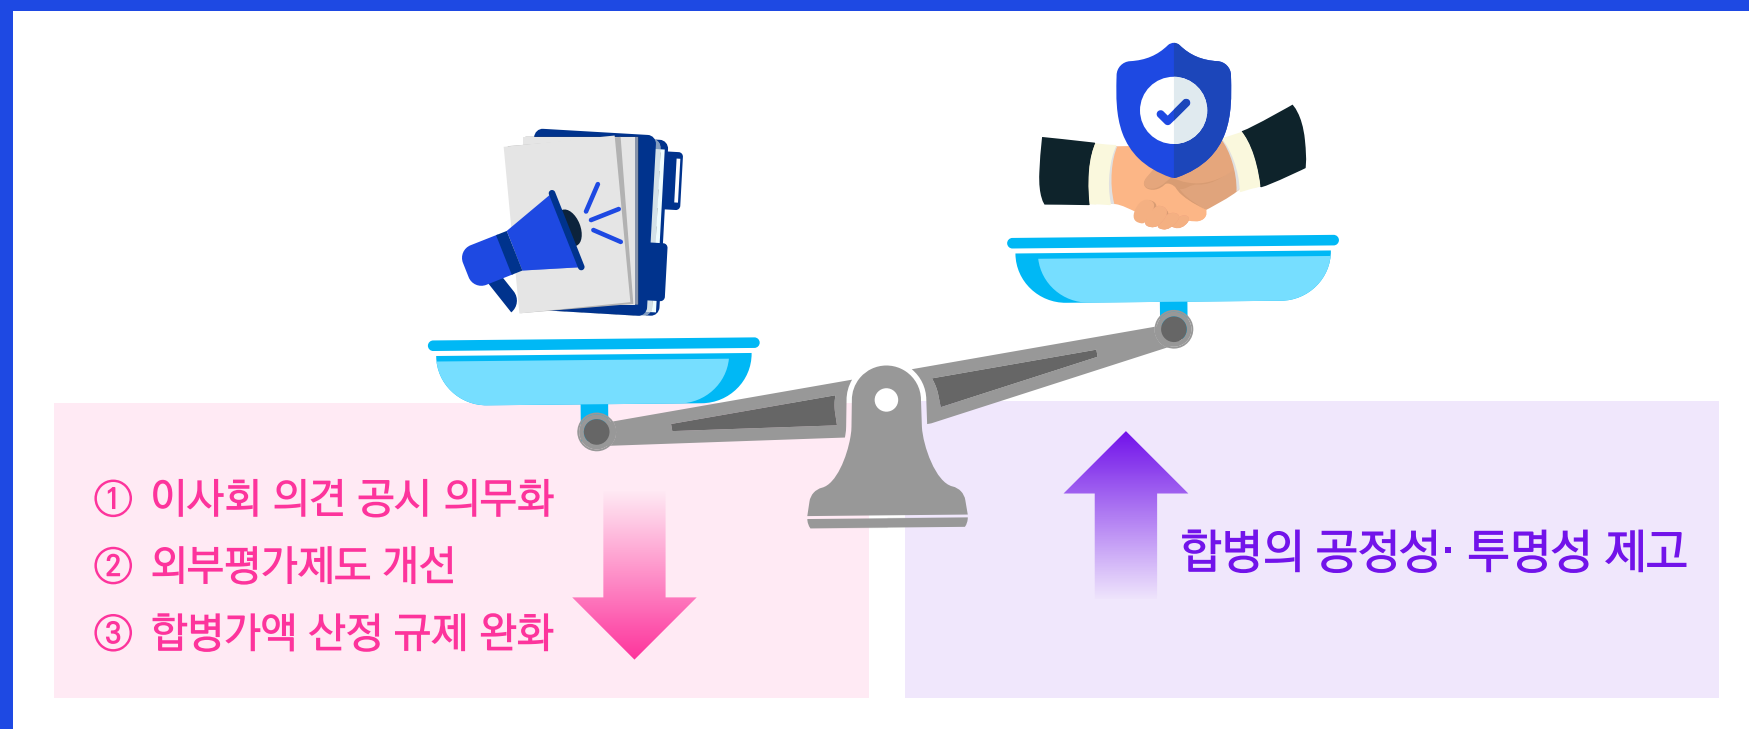 ① 이사회 의견 공시 의무화
② 외부평가제도 개선
③ 합병가액 산정 규제 완화
합병의 공정성· 투명성 제고